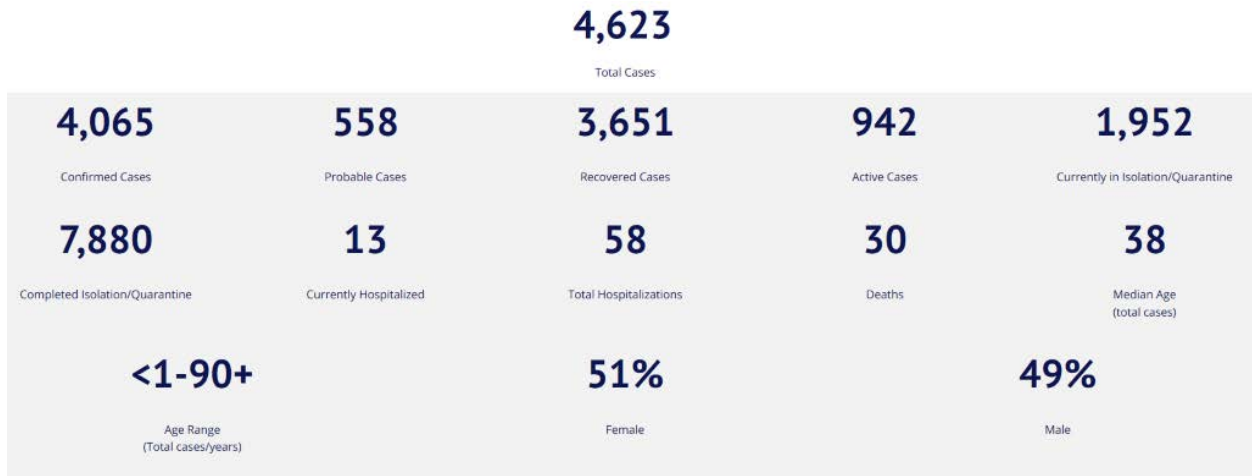 4,623
Total Cases
4,065 558 3,651 942 1,952
Confirmed Cases Probable Cases Recovered Cases Active Cases Currently in Isolation/Quarantine
7,880 13 58 30 38
Completed Isolation/Quarantine Currently Hospitalized Total Hospitalizations Deaths Median Age
(total cases)
<1-90+ 51% 49%
Age Range Female Male
(Total cases/years)